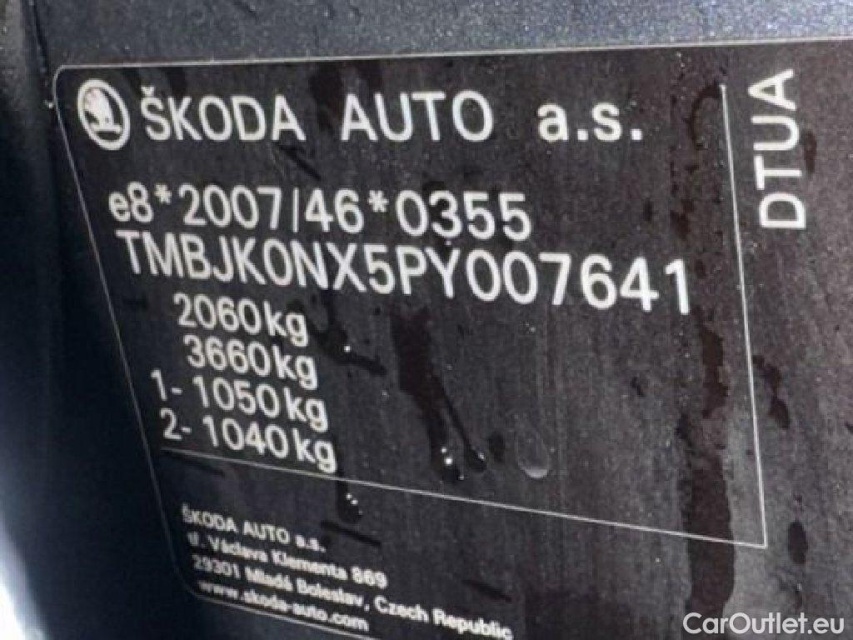 ŠKODA AUTO a.s.
e8*2007/46*0355
TMBJK0NX5PY007641
2060kg
3660kg
1- 1050kg
2- 1040kg
DTUA
ŠKODA AUTO a.s.
tř. Václava Klementa 869
29301 Mladá Boleslav, Czech Republic
www.skoda-auto.com
CarOutlet.eu